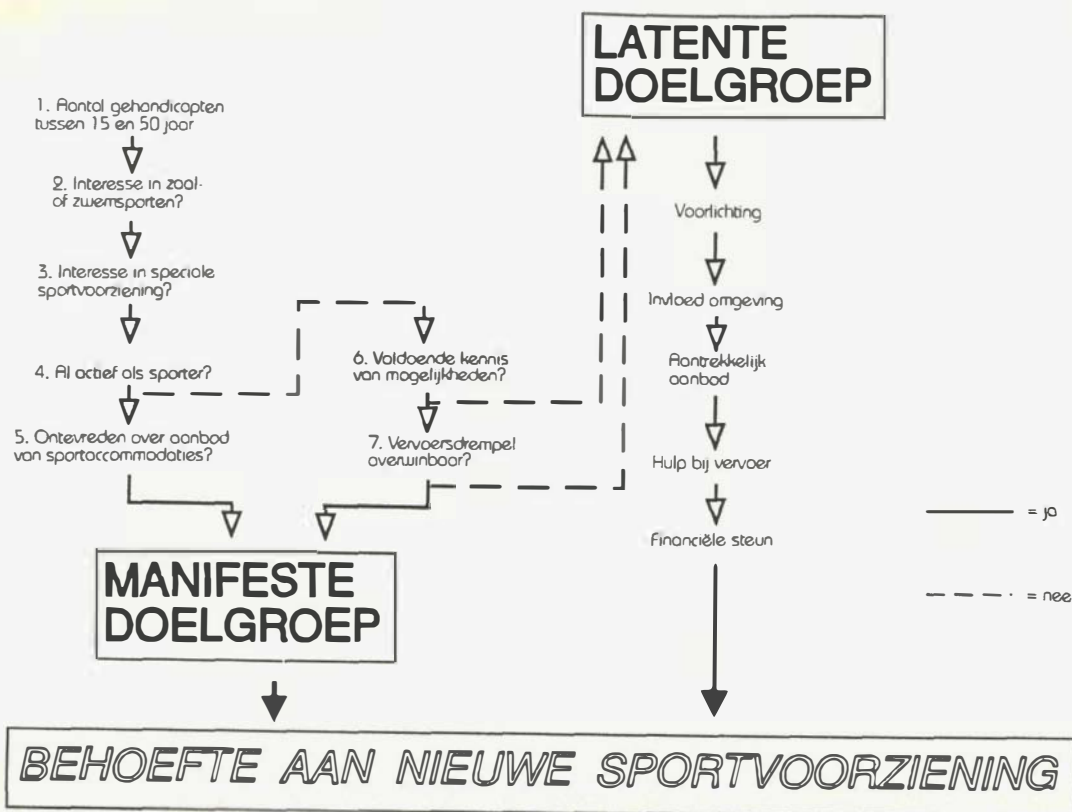 LATENTE
DOELGROEP
1. Aantal gehandicapten
tussen 15 en 50 jaar
2. Interesse in zaal-
of zwemsporten?
3. Interesse in speciale
sportvoorziening?
4. Al actief als sporter?
5. Ontevreden over aanbod
van sportaccommodaties?
6. Voldoende kennis
van mogelijkheden?
7. Vervoersdrempel
overwinbaar?
Voorlichting
Invloed omgeving
Aantrekkelijk
aanbod
Hulp bij vervoer
Financiële steun
= ja
= nee
MANIFESTE
DOELGROEP
BEHOEFTE AAN NIEUWE SPORTVOORZIENING